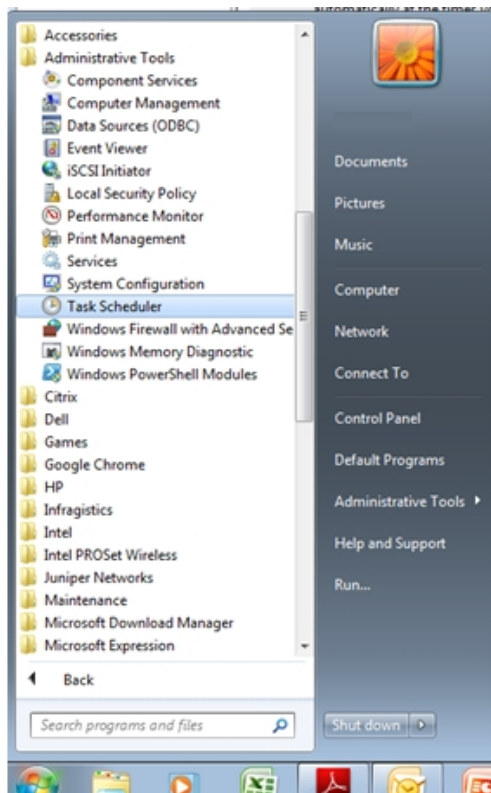 automatically at the times
Accessories
Administrative Tools
Component Services
Computer Management
Data Sources (ODBC)
Event Viewer
iSCSI Initiator
Local Security Policy
Performance Monitor
Print Management
Services
System Configuration
Task Scheduler
Windows Firewall with Advanced Se
Windows Memory Diagnostic
Windows PowerShell Modules
Citrix
Dell
Games
Google Chrome
HP
Infragistics
Intel
Intel PROSet Wireless
Juniper Networks
Maintenance
Microsoft Download Manager
Microsoft Expression
Back
Search programs and files
Documents
Pictures
Music
Computer
Network
Connect To
Control Panel
Default Programs
Administrative Tools
Help and Support
Run...
Shut down